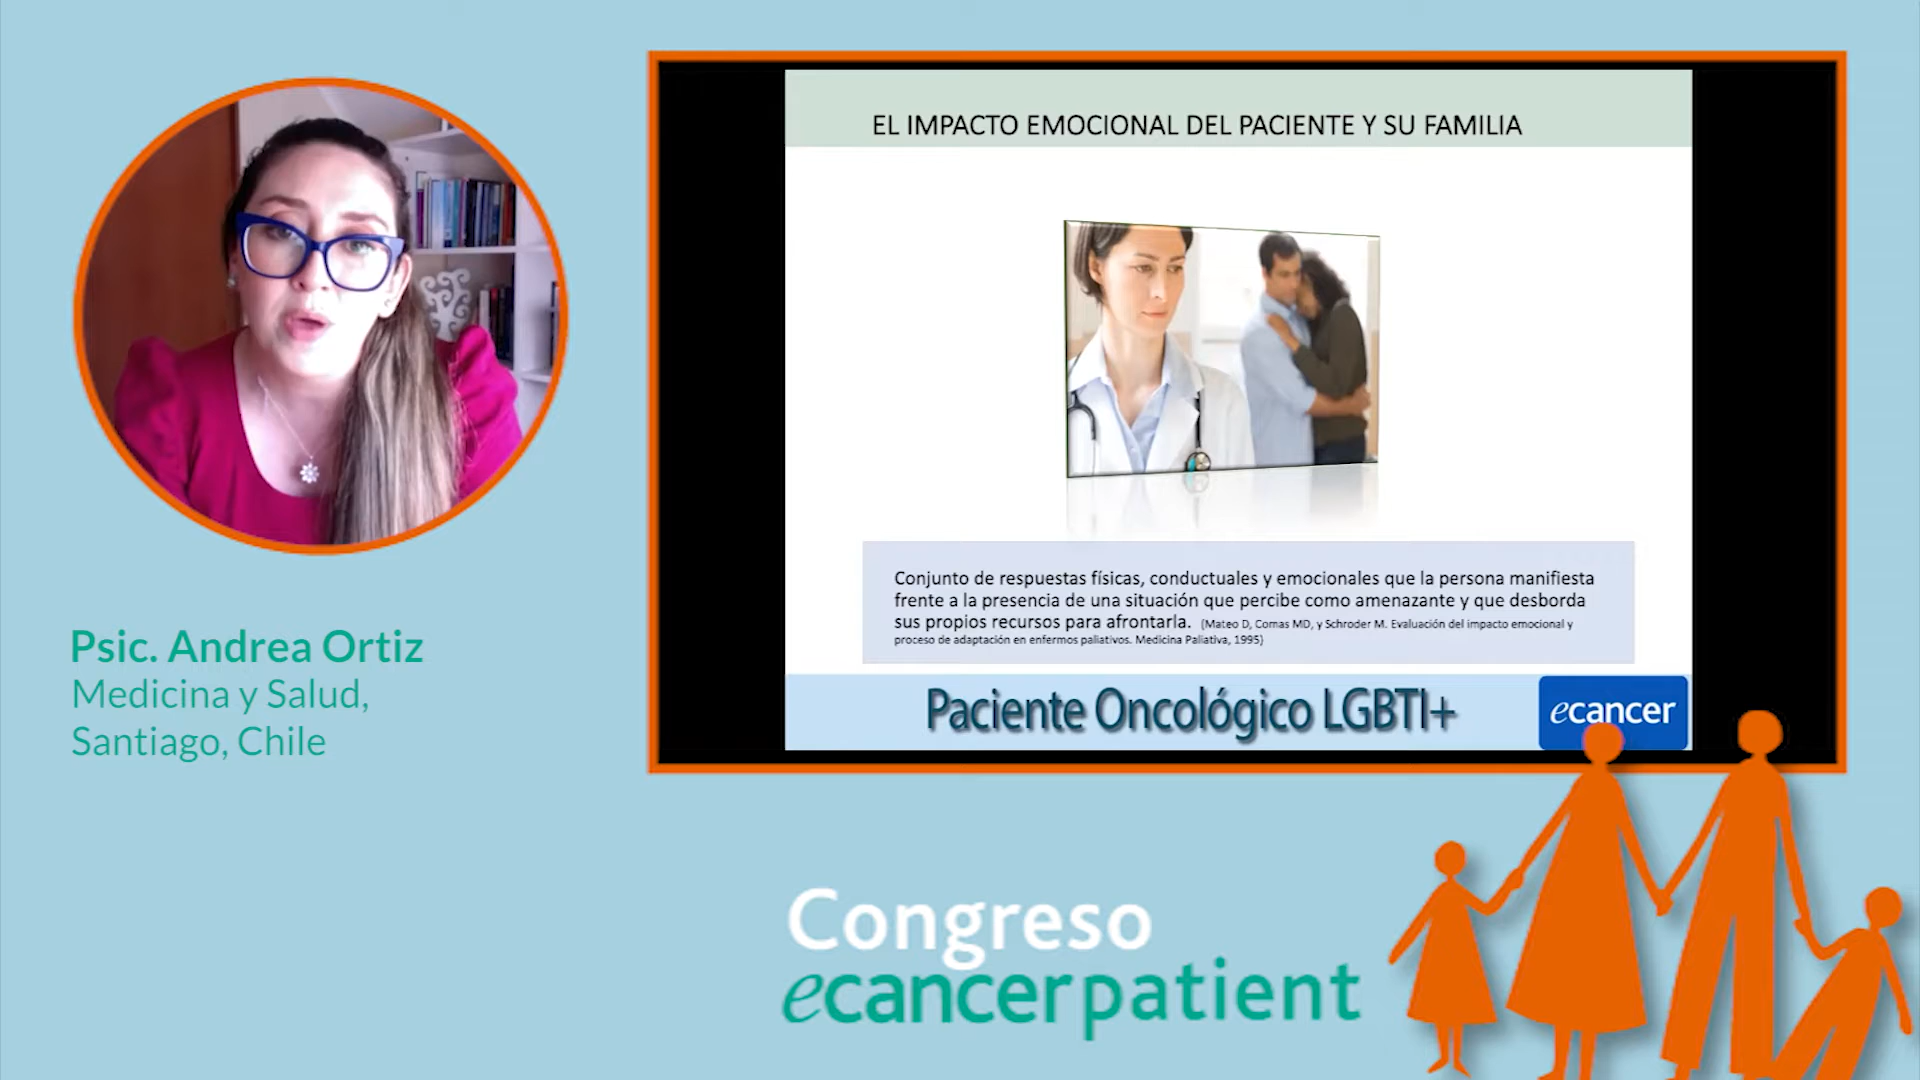 EL IMPACTO EMOCIONAL DEL PACIENTE Y SU FAMILIA
Conjunto de respuestas físicas, conductuales y emocionales que la persona manifiesta
frente a la presencia de una situación que percibe como amenazante y que desborda
sus propios recursos para afrontarla. (Mateo D, Comas MD, y Schroder M. Evaluación del impacto emocional y
proceso de adaptación en enfermos paliativos. Medicina Paliativa, 1995)
Paciente Oncológico LGBTI+
ecancer
Psic. Andrea Ortiz
Medicina y Salud,
Santiago, Chile
Congreso
ecancerpatient